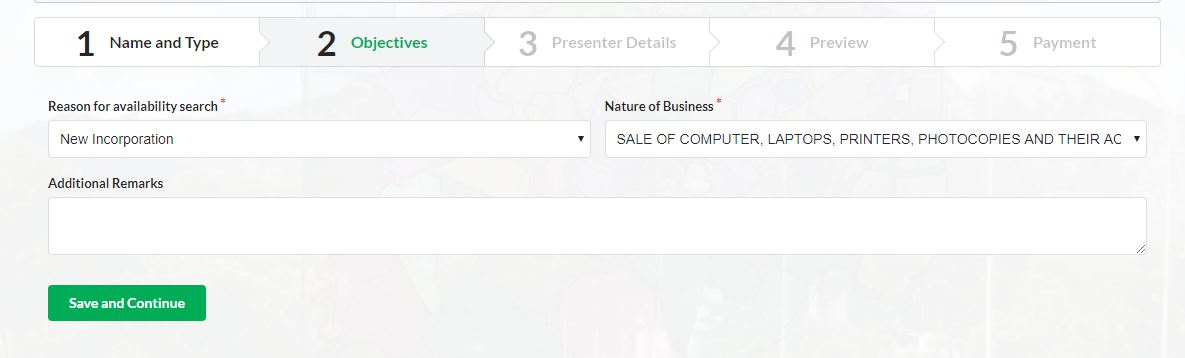 1 Name and Type 2 Objectives 3 Presenter Details 4 Preview 5 Payment
Reason for availability search * Nature of Business *
New Incorporation SALE OF COMPUTER, LAPTOPS, PRINTERS, PHOTOCOPIES AND THEIR AC
Additional Remarks
Save and Continue